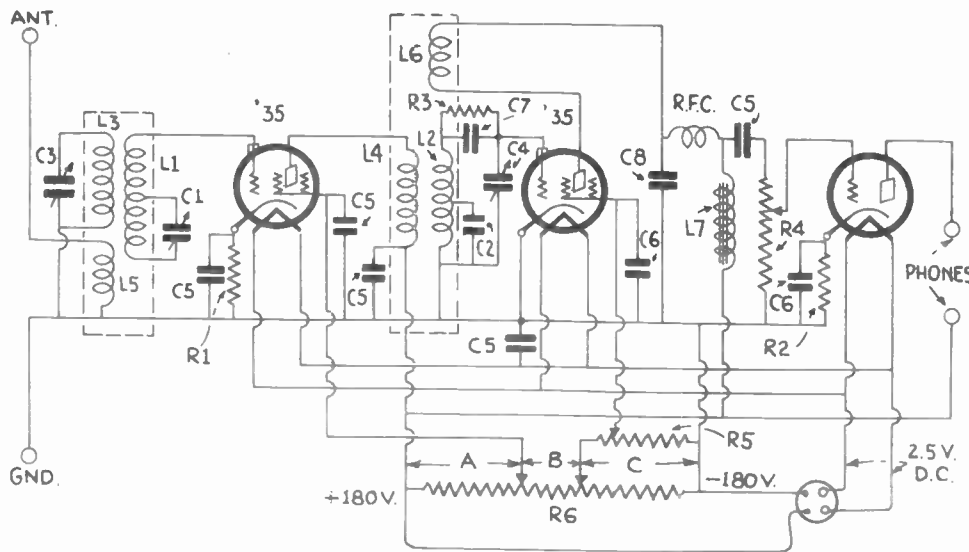 ANT.
L6
'35
R3
C7
'35
R.F.C.
C5
L3
L2
C3
L1
L4
C4
C1
C8
C5
L7
R4
C2
C6
C5
C5
C6
PHONES
L5
R1
C5
R2
R5
A
B
C
2.5 V.
D.C.
GND.
+180V.
R6
-180V.